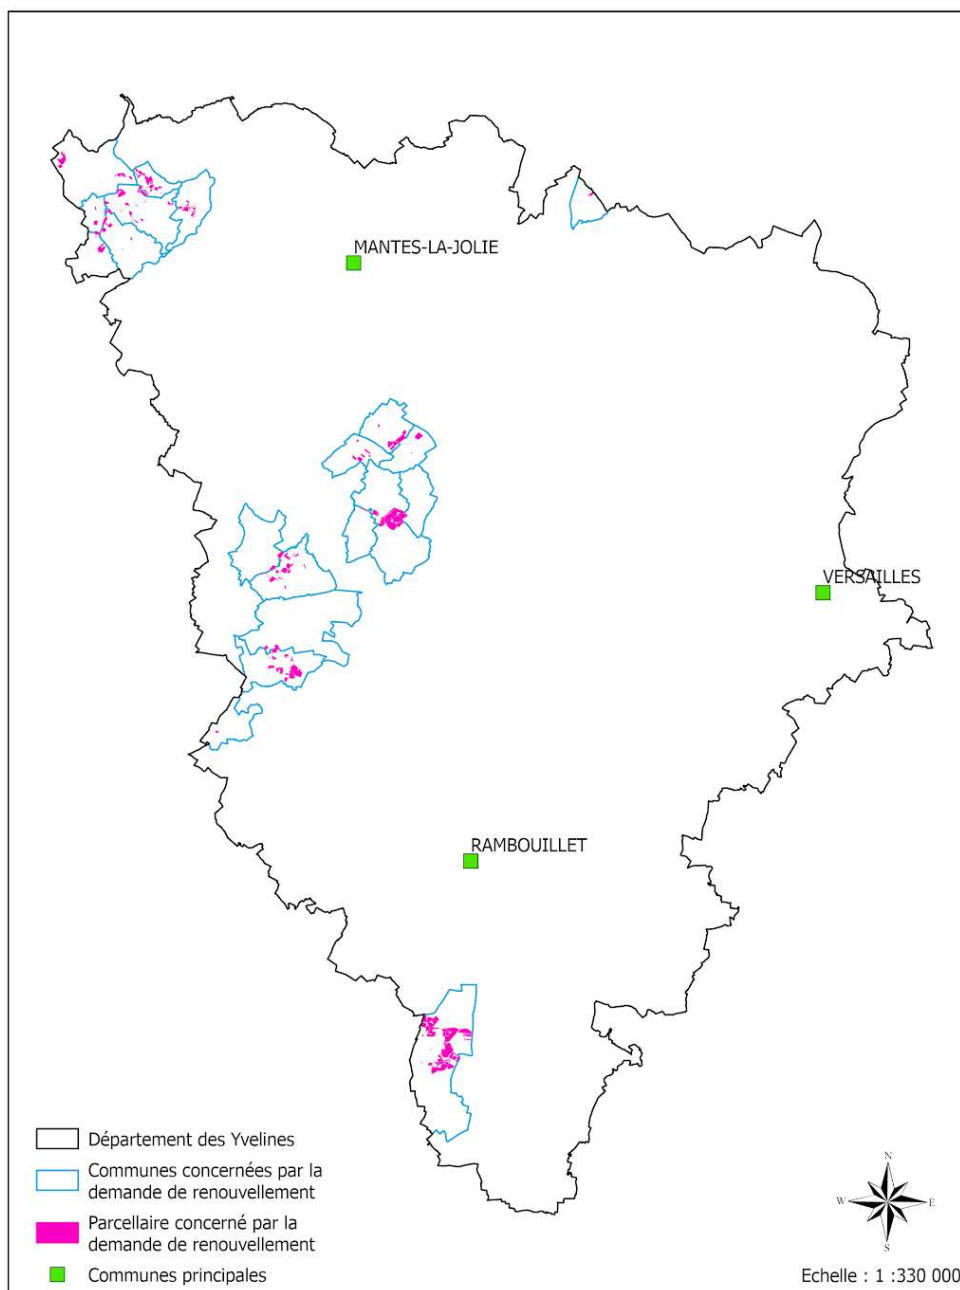 MANTES-LA-JOLIE
VERSAILLES
RAMBOUILLET
Département des Yvelines
Communes concernées par la
demande de renouvellement
Parcellaire concerné par la
demande de renouvellement
Communes principales
N
W
E
S
Echelle : 1 :330 000